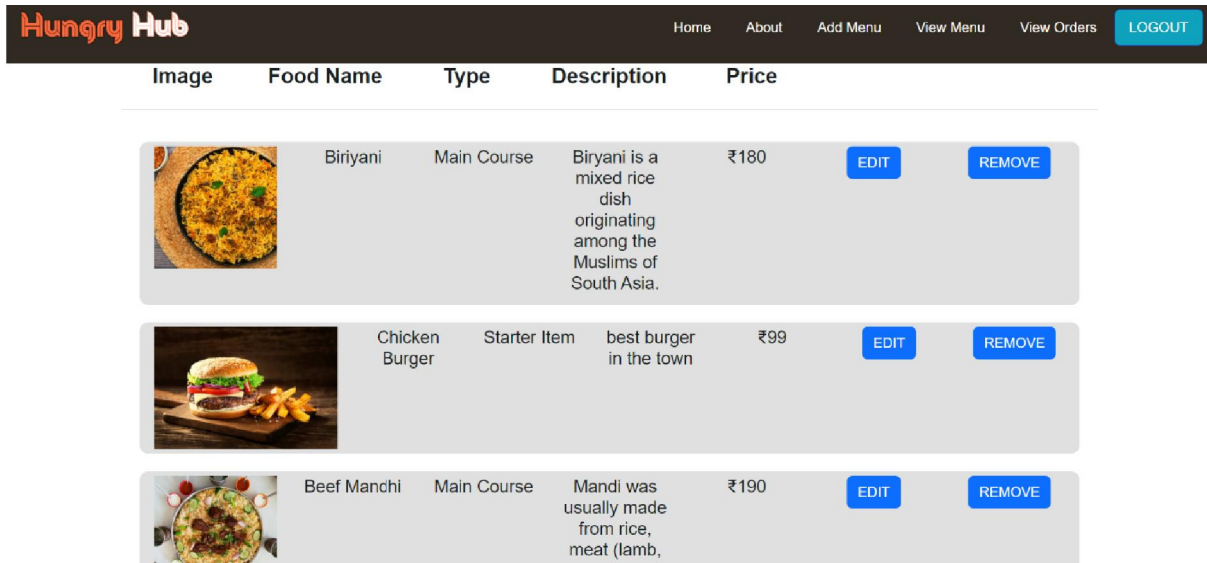 Hungry Hub Home About Add Menu View Menu View Orders LOGOUT
Image Food Name Type Description Price
Biriyani Main Course Biryani is a ₹180 EDIT REMOVE
mixed rice
dish
originating
among the
Muslims of
South Asia.
Chicken Starter Item best burger ₹99 EDIT REMOVE
Burger in the town
Beef Mandhi Main Course Mandi was ₹190 EDIT REMOVE
usually made
from rice,
meat (lamb,